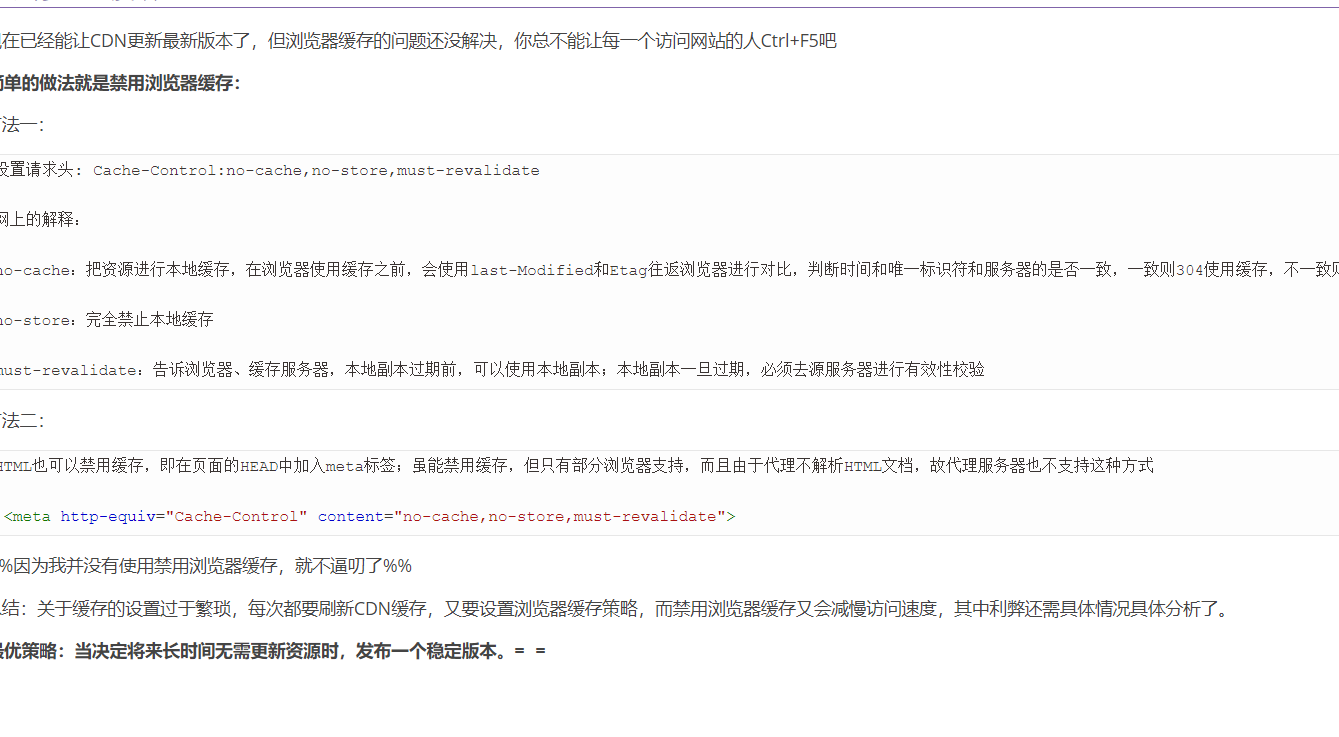 在已经能让CDN更新最新版本了，但浏览器缓存的问题还没解决，你总不能让每一个访问网站的人Ctrl+F5吧
单的做法就是禁用浏览器缓存：
法一：
设置请求头：Cache-Control:no-cache,no-store,must-revalidate
网上的解释：
no-cache：把资源进行本地缓存，在浏览器使用缓存之前，会使用last-Modified和Etag往返浏览器进行对比，判断时间和唯一标识符和服务器的是否一致，一致则304使用缓存，不一致则
no-store：完全禁止本地缓存
must-revalidate：告诉浏览器、缓存服务器，本地副本过期前，可以使用本地副本；本地副本一旦过期，必须去源服务器进行有效性校验
法二：
HTML也可以禁用缓存，即在页面的HEAD中加入meta标签；虽能禁用缓存，但只有部分浏览器支持，而且由于代理不解析HTML文档，故代理服务器也不支持这种方式
<meta http-equiv="Cache-Control" content="no-cache,no-store,must-revalidate">
%因为我并没有使用禁用浏览器缓存，就不逼叨了%%
结：关于缓存的设置过于繁琐，每次都要刷新CDN缓存，又要设置浏览器缓存策略，而禁用浏览器缓存又会减慢访问速度，其中利弊还需具体情况具体分析了。
最优策略：当决定将来长时间无需更新资源时，发布一个稳定版本。= =